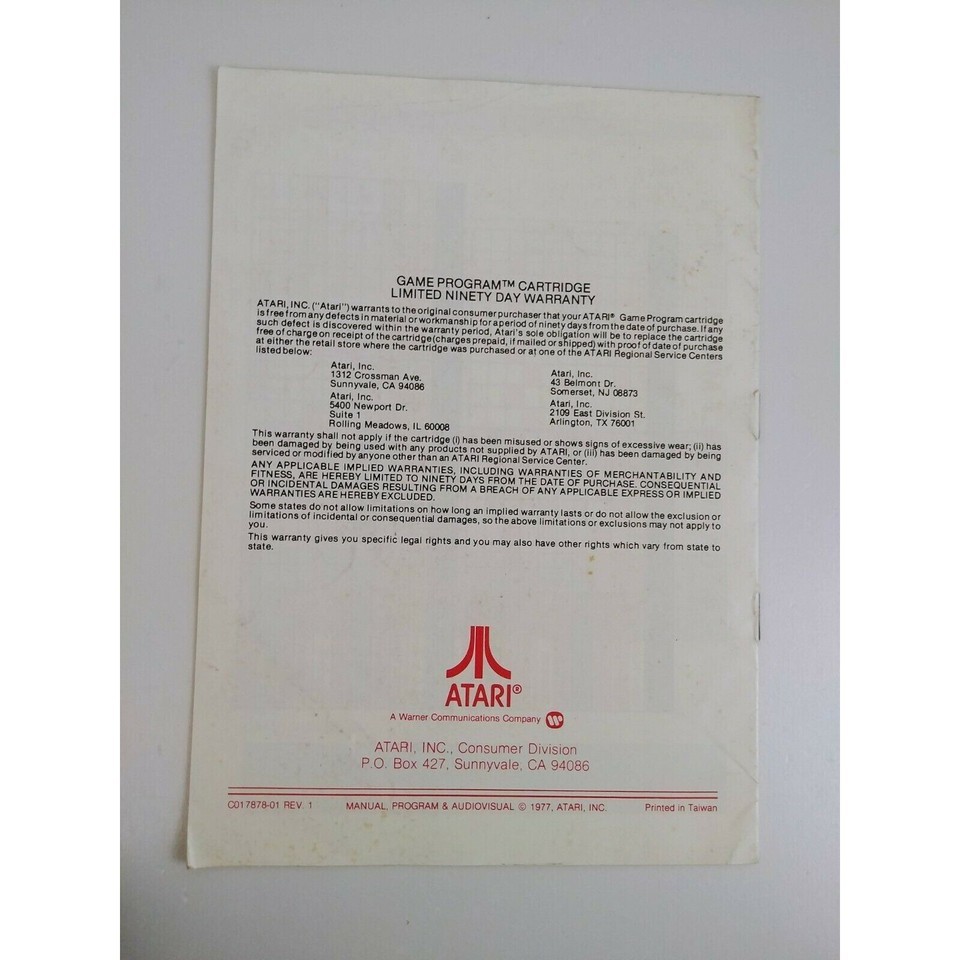 GAME PROGRAM™ CARTRIDGE
LIMITED NINETY DAY WARRANTY
ATARI, INC. ("Atari") warrants to the original consumer purchaser that your ATARI® Game Program cartridge
is free from any defects in material or workmanship for a period of ninety days from the date of purchase. If any
such defect is discovered within the warranty period, Atari's sole obligation will be to replace the cartridge
free of charge on receipt of the cartridge (charges prepaid, if mailed or shipped) with proof of date of purchase
at either the retail store where the cartridge was purchased or at one of the ATARI Regional Service Centers
listed below:
Atari, Inc.
1312 Crossman Ave.
Sunnyvale, CA 94086
Atari, Inc.
5400 Newport Dr.
Suite 1
Rolling Meadows, IL 60008
Atari, Inc.
43 Belmont Dr.
Somerset, NJ 08873
Atari, Inc.
2109 East Division St.
Arlington, TX 76001
This warranty shall not apply if the cartridge (i) has been misused or shows signs of excessive wear; (ii) has
been damaged by being used with any products not supplied by ATARI, or (iii) has been damaged by being
serviced or modified by anyone other than an ATARI Regional Service Center.
ANY APPLICABLE IMPLIED WARRANTIES, INCLUDING WARRANTIES OF MERCHANTABILITY AND
FITNESS, ARE HEREBY LIMITED TO NINETY DAYS FROM THE DATE OF PURCHASE. CONSEQUENTIAL
OR INCIDENTAL DAMAGES RESULTING FROM A BREACH OF ANY APPLICABLE EXPRESS OR IMPLIED
WARRANTIES ARE HEREBY EXCLUDED.
Some states do not allow limitations on how long an implied warranty lasts or do not allow the exclusion or
limitations of incidental or consequential damages, so the above limitations or exclusions may not apply to
you.
This warranty gives you specific legal rights and you may also have other rights which vary from state to
state.
ATARI®
A Warner Communications Company
ATARI, INC., Consumer Division
P.O. Box 427, Sunnyvale, CA 94086
C017878-01 REV. 1 MANUAL, PROGRAM & AUDIOVISUAL © 1977, ATARI, INC. Printed in Taiwan